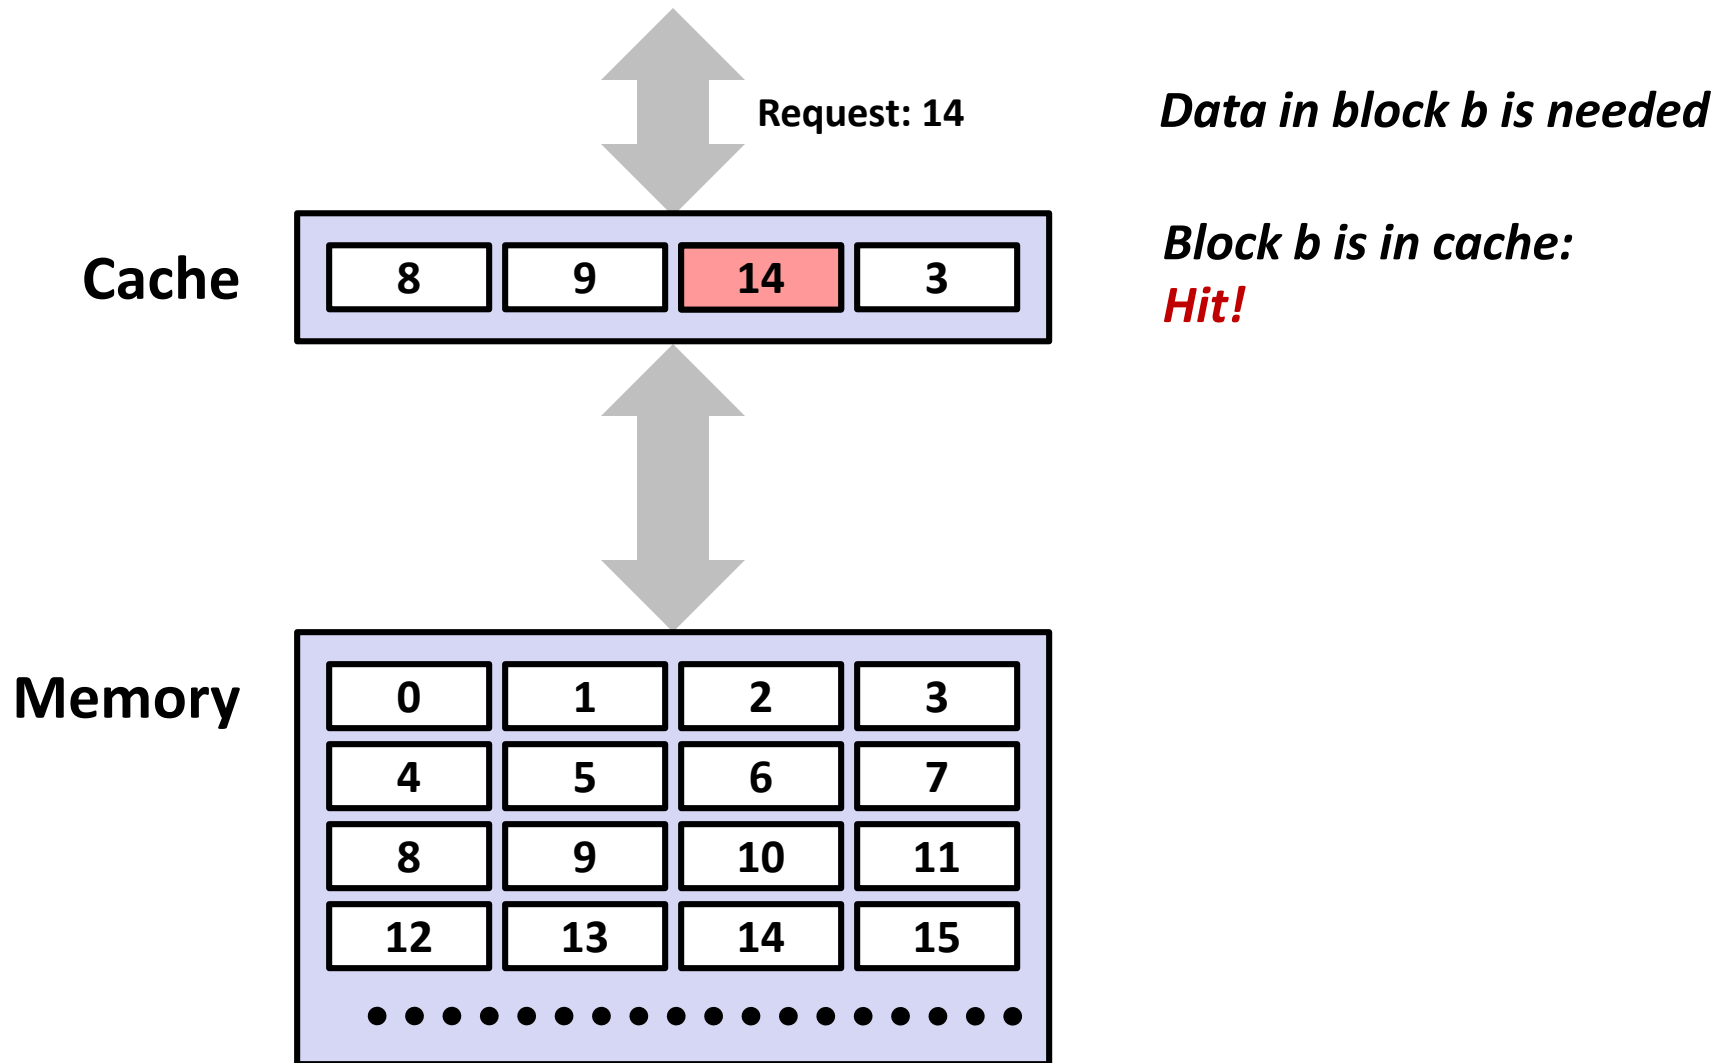 Request: 14
Data in block b is needed
Cache
8 9 14 3
Block b is in cache:
Hit!
Memory
0 1 2 3
4 5 6 7
8 9 10 11
12 13 14 15